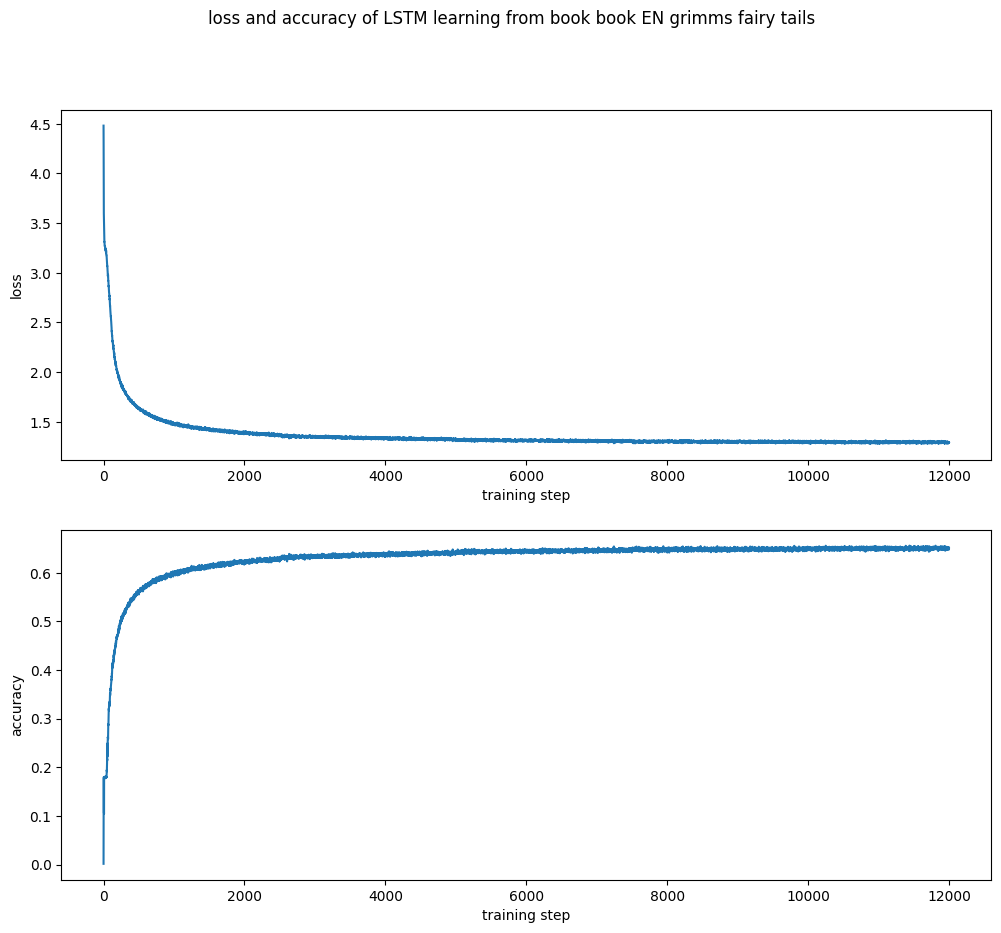 loss and accuracy of LSTM learning from book book EN grimms fairy tails
4.5
4.0
3.5
3.0
2.5
2.0
1.5
loss
0 2000 4000 6000 8000 10000 12000
training step
0.6
0.5
0.4
0.3
0.2
0.1
0.0
accuracy
0 2000 4000 6000 8000 10000 12000
training step